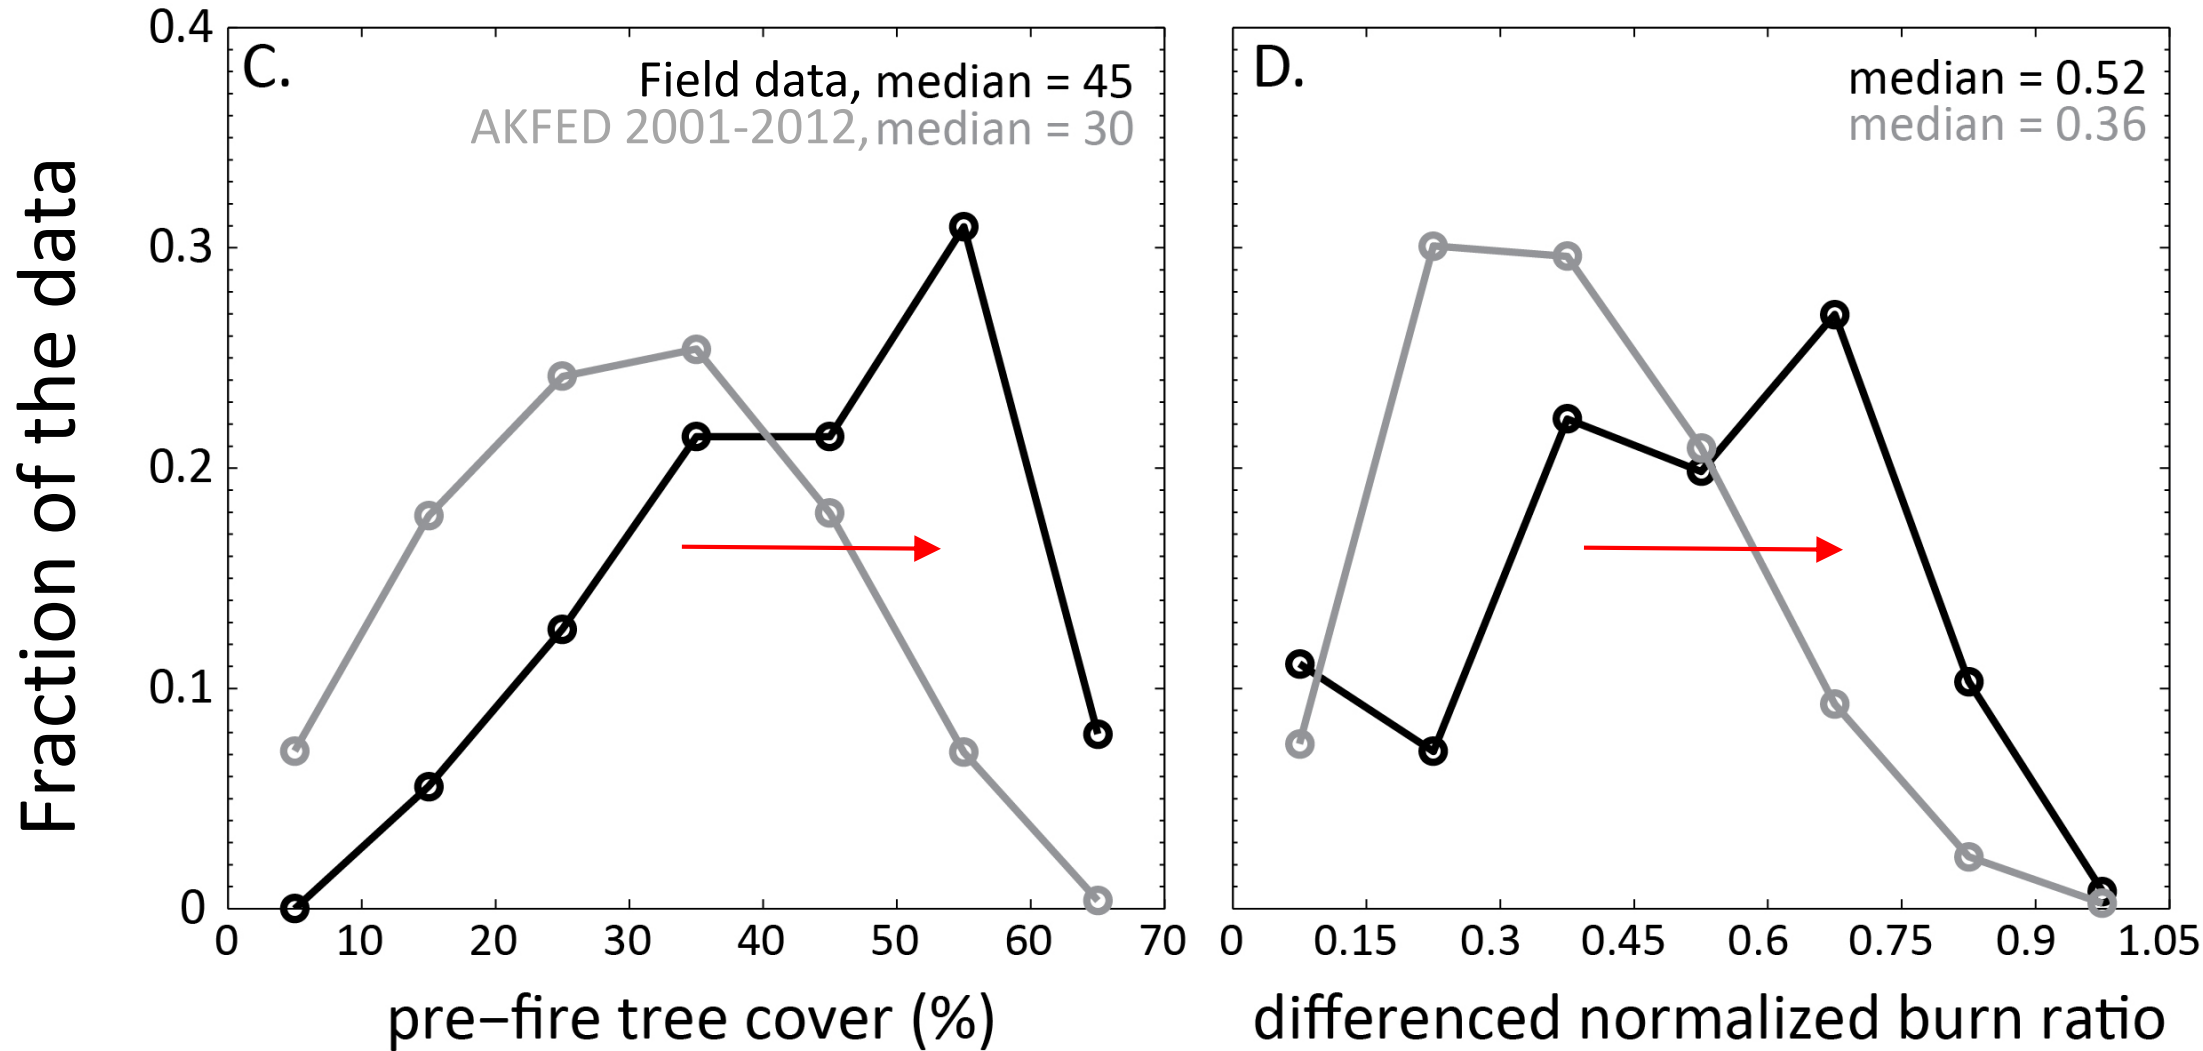 Fraction of the data
0.4
0.3
0.2
0.1
0
C.
Field data, median = 45
AKFED 2001-2012, median = 30
0 10 20 30 40 50 60 70
pre-fire tree cover (%)
D.
median = 0.52
median = 0.36
0 0.15 0.3 0.45 0.6 0.75 0.9 1.05
differenced normalized burn ratio